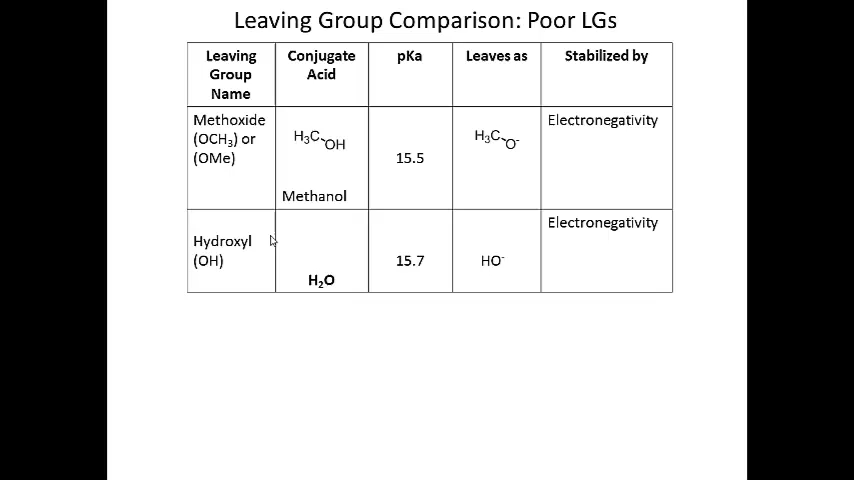 Leaving Group Comparison: Poor LGs
Leaving Group Name
Conjugate Acid
pKa
Leaves as
Stabilized by
Methoxide
(OCH₃) or
(OMe)
H₃C OH
Methanol
15.5
H₃C O⁻
Electronegativity
Hydroxyl
(OH)
H₂O
15.7
HO⁻
Electronegativity